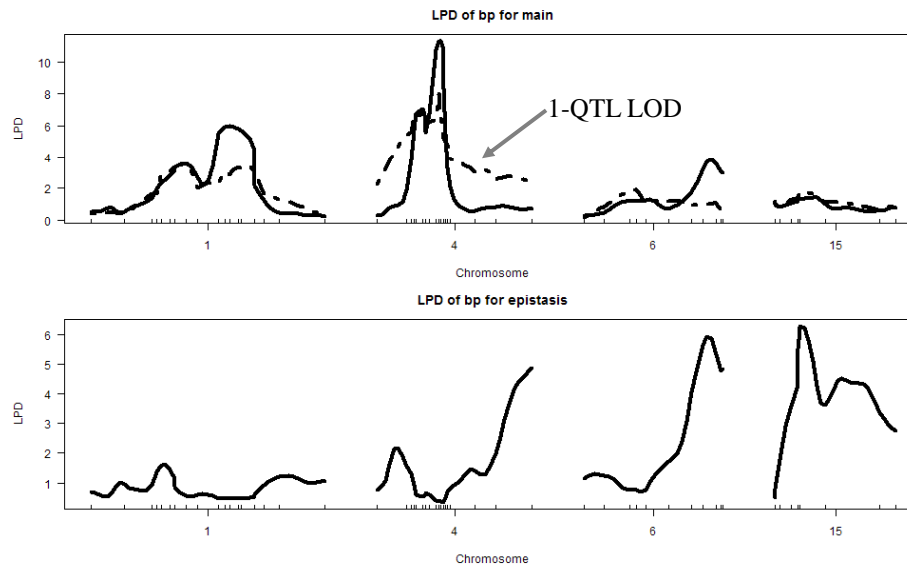 LPD of bp for main
LPD
10
8
6
4
2
0
1-QTL LOD
1 4 6 15
Chromosome
LPD of bp for epistasis
LPD
6
5
4
3
2
1
1 4 6 15
Chromosome